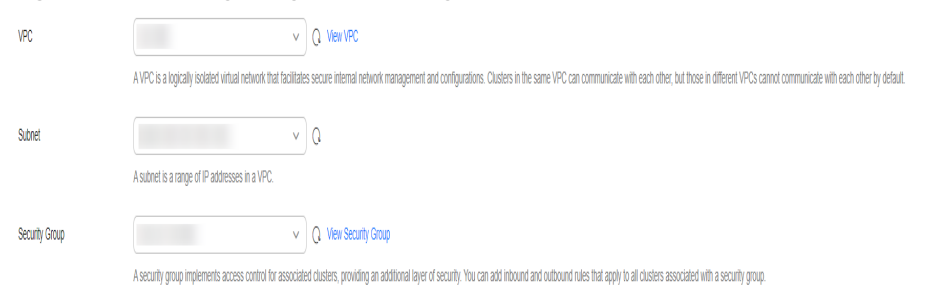 VPC
View VPC
A VPC is a logically isolated virtual network that facilitates secure internal network management and configurations. Clusters in the same VPC can communicate with each other, but those in different VPCs cannot communicate with each other by default.
Subnet
A subnet is a range of IP addresses in a VPC.
Security Group
View Security Group
A security group implements access control for associated clusters, providing an additional layer of security. You can add inbound and outbound rules that apply to all clusters associated with a security group.